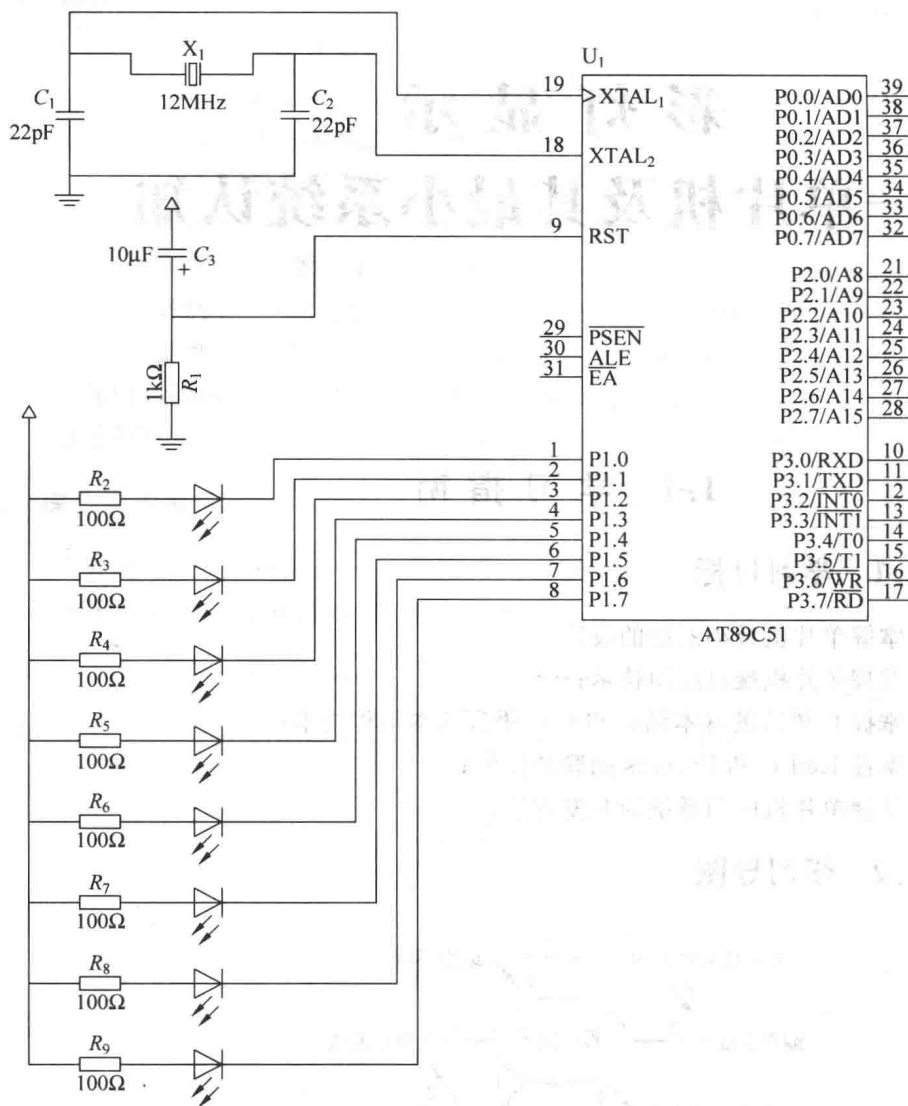 X₁
12MHz
C₁
22pF
C₂
22pF
10μF
C₃
+
1kΩ
R₁
R₂
100Ω
R₃
100Ω
R₄
100Ω
R₅
100Ω
R₆
100Ω
R₇
100Ω
R₈
100Ω
R₉
100Ω
U₁
19 XTAL₁
18 XTAL₂
9 RST
29 PSEN
30 ALE
31 EA
1 P1.0
2 P1.1
3 P1.2
4 P1.3
5 P1.4
6 P1.5
7 P1.6
8 P1.7
P0.0/AD0 39
P0.1/AD1 38
P0.2/AD2 37
P0.3/AD3 36
P0.4/AD4 35
P0.5/AD5 34
P0.6/AD6 33
P0.7/AD7 32
P2.0/A8 21
P2.1/A9 22
P2.2/A10 23
P2.3/A11 24
P2.4/A12 25
P2.5/A13 26
P2.6/A14 27
P2.7/A15 28
P3.0/RXD 10
P3.1/TXD 11
P3.2/INT0 12
P3.3/INT1 13
P3.4/T0 14
P3.5/T1 15
P3.6/WR 16
P3.7/RD 17
AT89C51